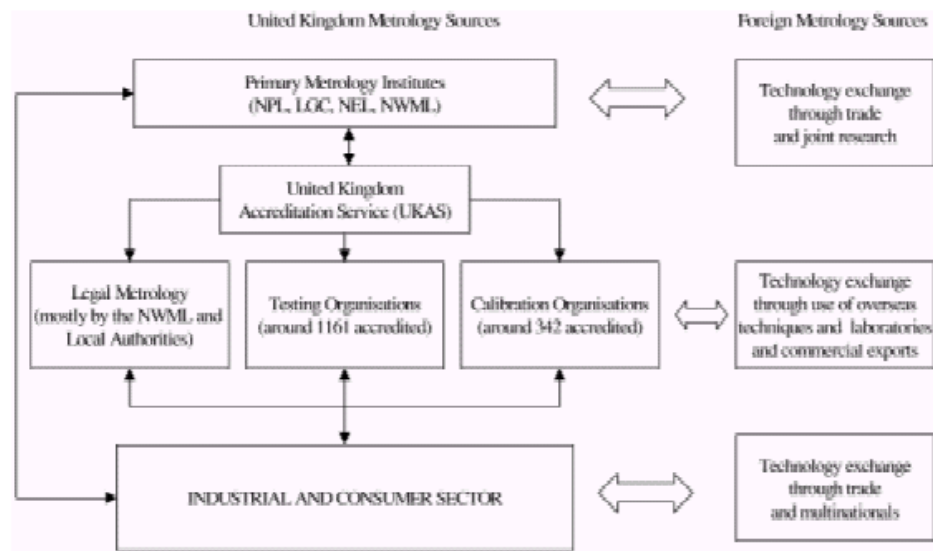 United Kingdom Metrology Sources
Foreign Metrology Sources
Primary Metrology Institutes
(NPL, LGC, NEL, NWML)
Technology exchange
through trade
and joint research
United Kingdom
Accreditation Service (UKAS)
Legal Metrology
(mostly by the NWML and
Local Authorities)
Testing Organisations
(around 1161 accredited)
Calibration Organisations
(around 342 accredited)
Technology exchange
through use of overseas
techniques and laboratories
and commercial exports
INDUSTRIAL AND CONSUMER SECTOR
Technology exchange
through trade
and multinationals